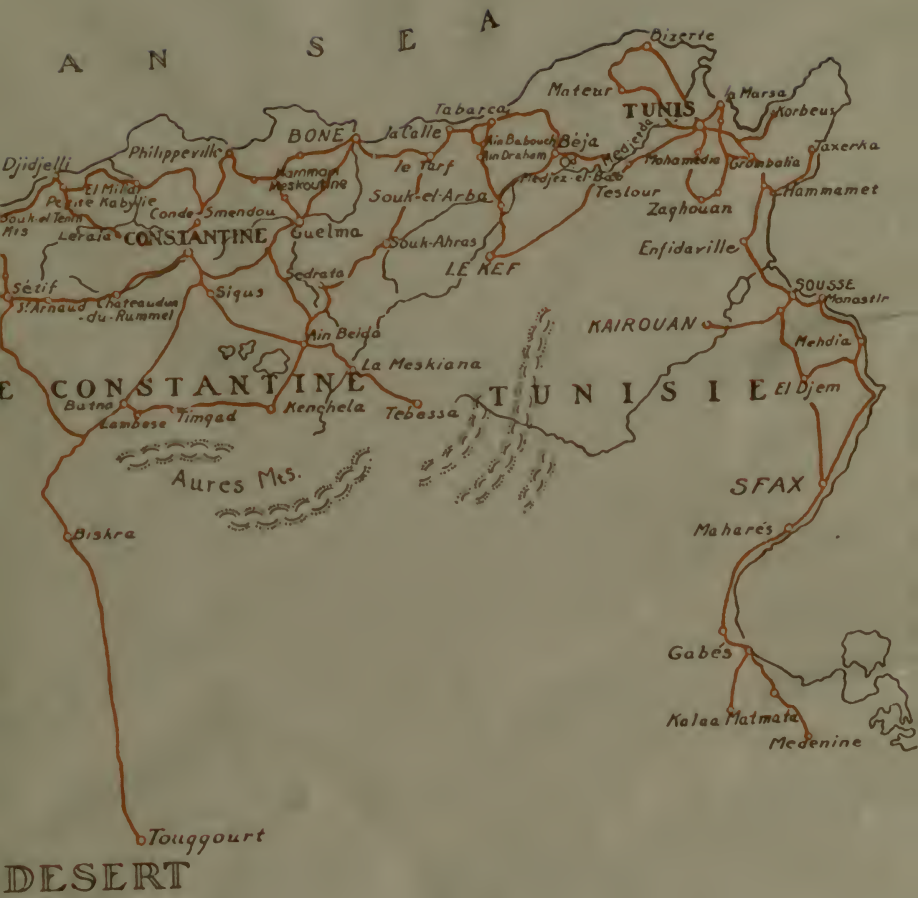 AN SEA
Bizerte
Mateur
la Marsa
TUNIS
Korbeus
Tabarca
BONE
la Calle
Philippeville
Ain Babouch
Béja
Medjerda
Taxerka
Djidjelli
le Tarf
Ain Draham
Mohamedia
Grombalia
Hammam
Meskoutine
Medjez-el-Bab
El Milia
Testour
Petite Kabylie
Souk-el-Arba
Hammamet
Zaghouan
Souk-el-Tenin
Mts
Conde-Smendou
Guelma
CONSTANTINE
Souk-Ahras
Enfidaville
LE KEF
Sedrata
Sétif
St. Arnaud
Chateaudun
-du-Rummel
Sigus
SOUSSE
Monastir
KAIROUAN
Ain Beida
Mehdia
La Meskiana
E CONSTANTINE
TUNISIE
El Djem
Batna
Lambese
Timgad
Kenchela
Tebessa
Aures Mts.
SFAX
Biskra
Maharés
Gabés
Kalaa Matmata
Medenine
Touggourt
DESERT